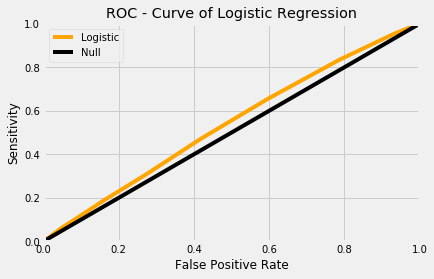 ROC - Curve of Logistic Regression
Logistic
Null
Sensitivity
1.0
0.8
0.6
0.4
0.2
0.0
0.0 0.2 0.4 0.6 0.8 1.0
False Positive Rate